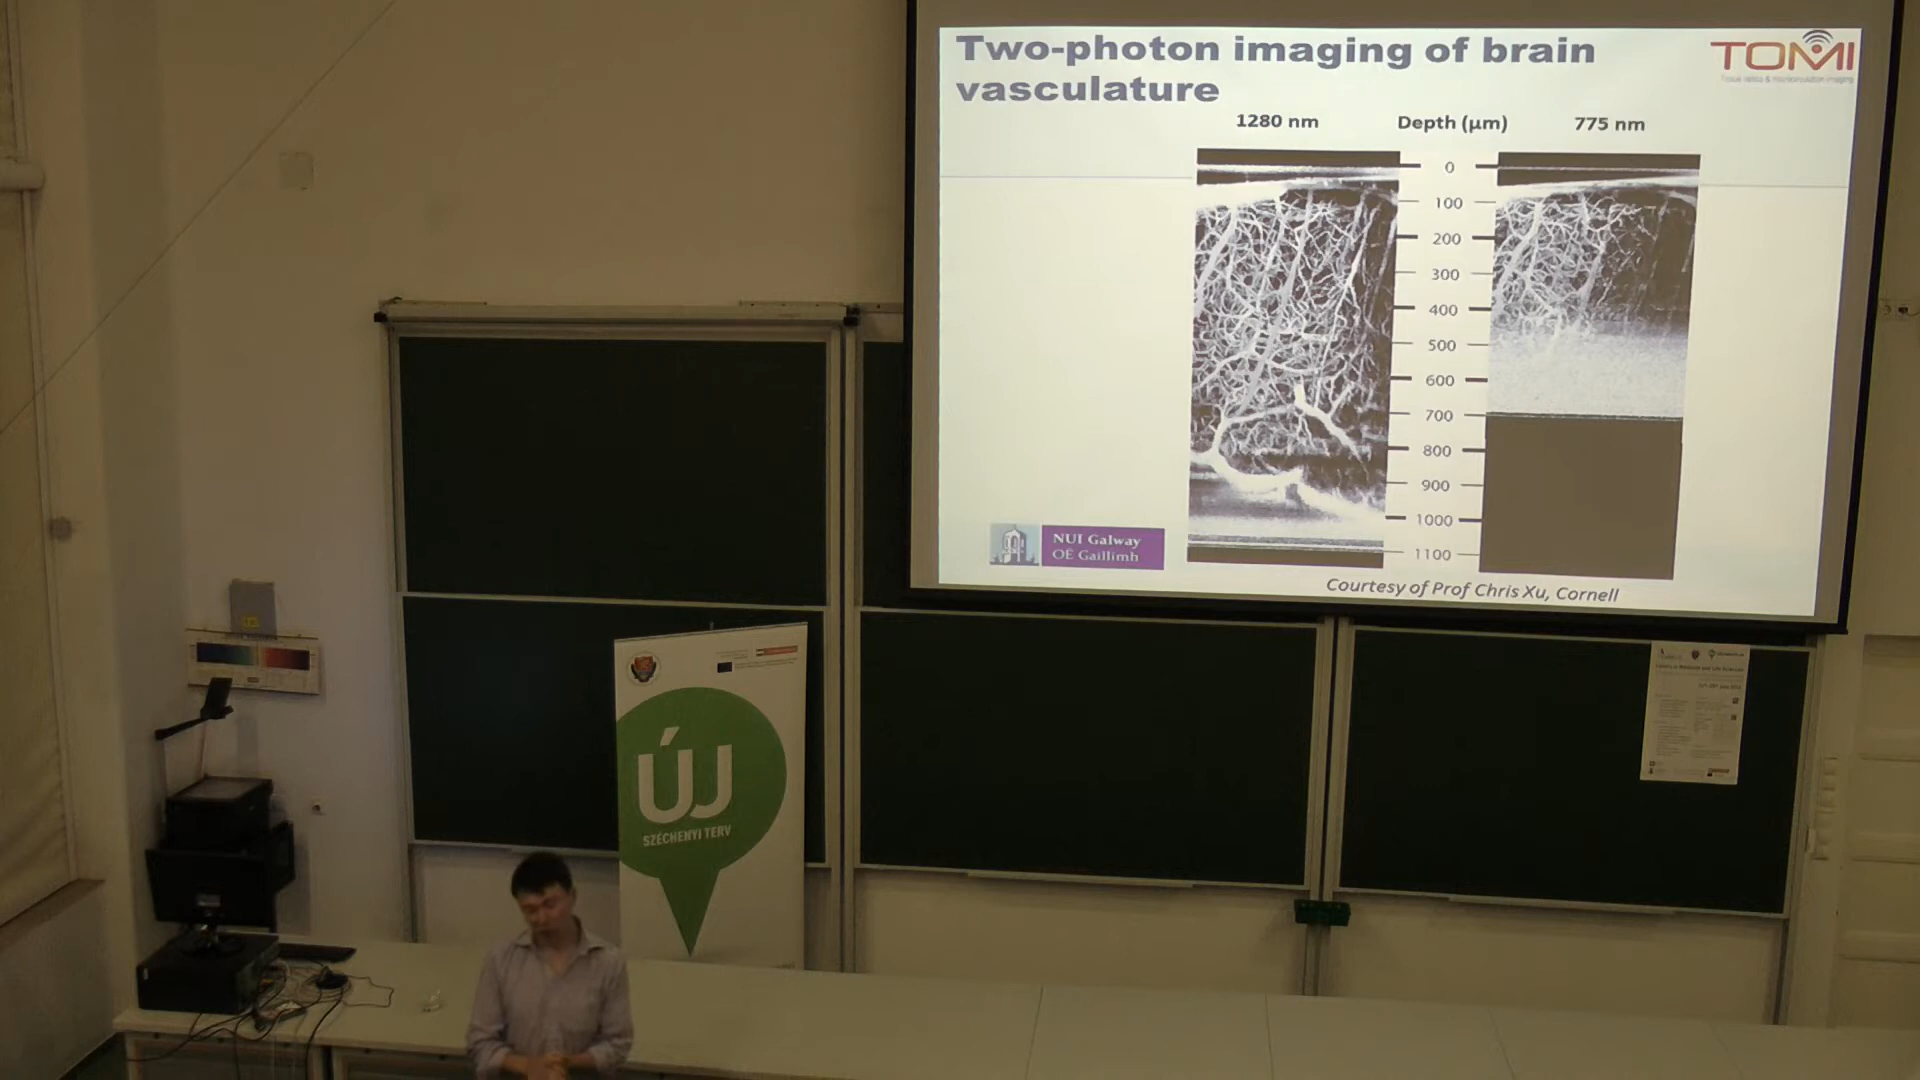 Two-photon imaging of brain
vasculature
TOMI
1280 nm
Depth (μm)
775 nm
0
100
200
300
400
500
600
700
800
900
1000
1100
NUI Galway
OÉ Gaillimh
Courtesy of Prof Chris Xu, Cornell
ÚJ
SZÉCHENYI TERV